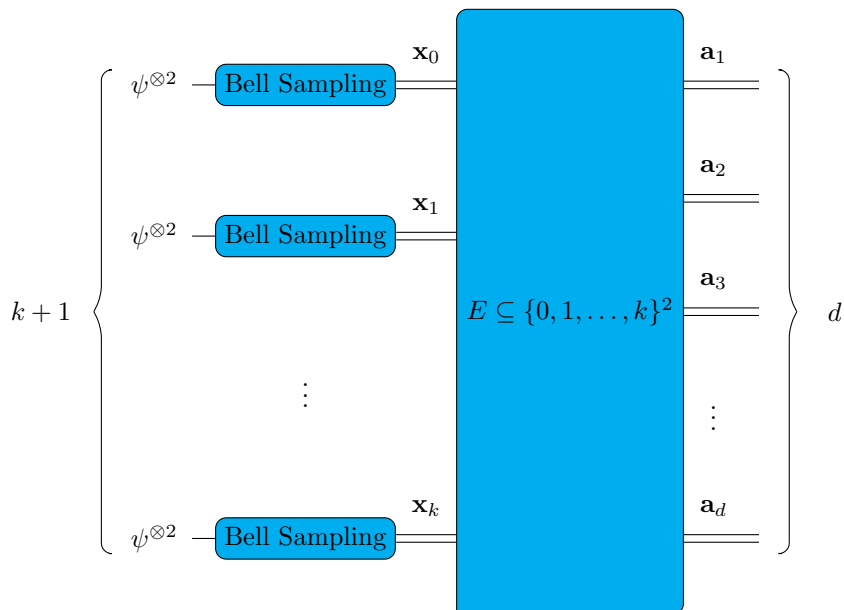 ψ⊗2 Bell Sampling x₀ a₁
a₂
ψ⊗2 Bell Sampling x₁
a₃
k + 1 E ⊆ {0, 1, . . . , k}² d
⋮ ⋮
ψ⊗2 Bell Sampling xₖ a_d